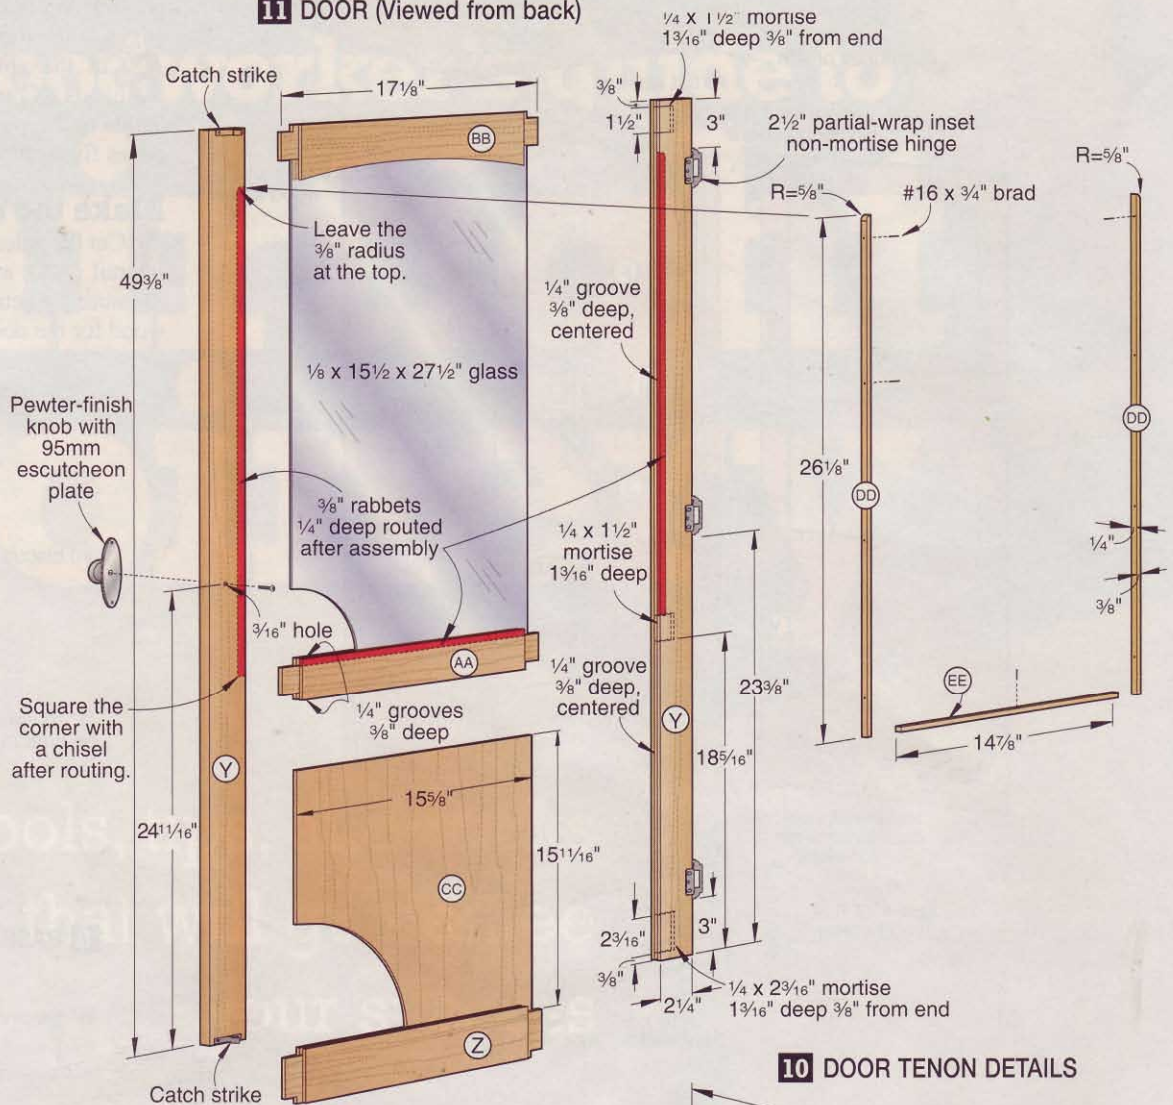 11 DOOR (Viewed from back)
1/4 x 1 1/2" mortise
1 3/16" deep 3/8" from end
Catch strike
17 1/8"
3/8"
1 1/2"
3"
BB
2 1/2" partial-wrap inset
non-mortise hinge
R=5/8"
R=5/8"
#16 x 3/4" brad
Leave the
3/8" radius
at the top.
49 3/8"
1/4" groove
3/8" deep,
centered
1/8 x 15 1/2 x 27 1/2" glass
Pewter-finish
knob with
95mm
escutcheon
plate
DD
26 1/8"
DD
3/8" rabbets
1/4" deep routed
after assembly
1/4 x 1 1/2"
mortise
1 3/16" deep
1/4"
3/8"
3/16" hole
AA
1/4" grooves
3/8" deep
1/4" groove
3/8" deep,
centered
23 3/8"
EE
14 7/8"
Square the
corner with
a chisel
after routing.
Y
Y
18 5/16"
15 5/8"
24 11/16"
15 11/16"
CC
2 3/16"
3"
3/8"
2 1/4"
1/4 x 2 3/16" mortise
1 3/16" deep 3/8" from end
Z
Catch strike
10 DOOR TENON DETAILS